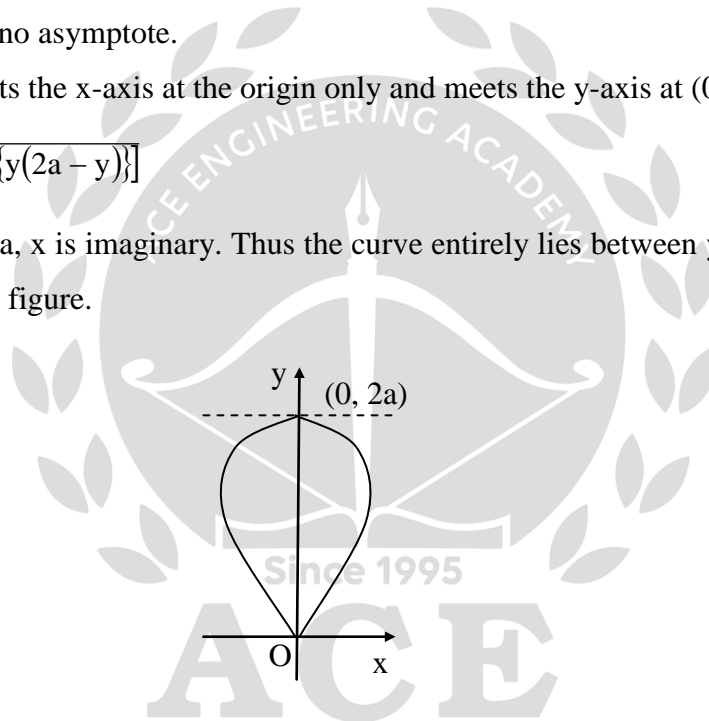 no asymptote.
ts the x-axis at the origin only and meets the y-axis at (0
{y(2a – y)}]
a, x is imaginary. Thus the curve entirely lies between y
figure.
y
(0, 2a)
O
x
ACE ENGINEERING ACADEMY
Since 1995
ACE